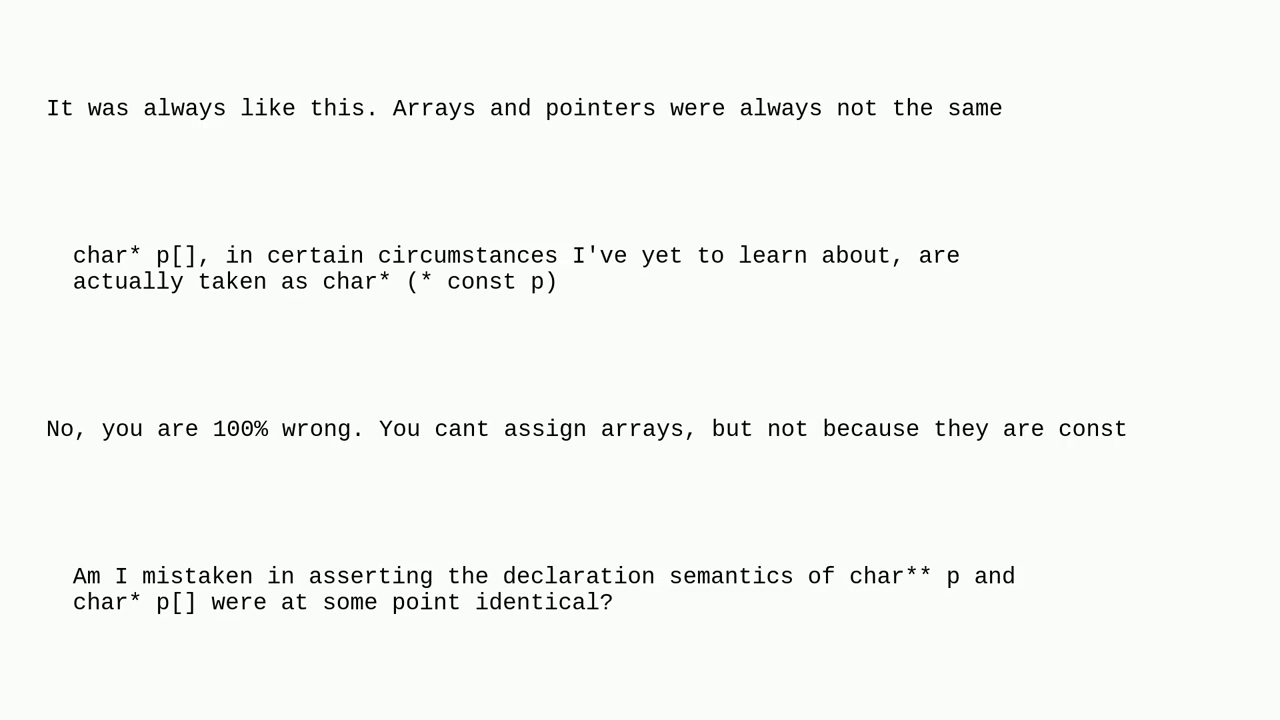 It was always like this. Arrays and pointers were always not the same
char* p[], in certain circumstances I've yet to learn about, are
actually taken as char* (* const p)
No, you are 100% wrong. You cant assign arrays, but not because they are const
Am I mistaken in asserting the declaration semantics of char** p and
char* p[] were at some point identical?